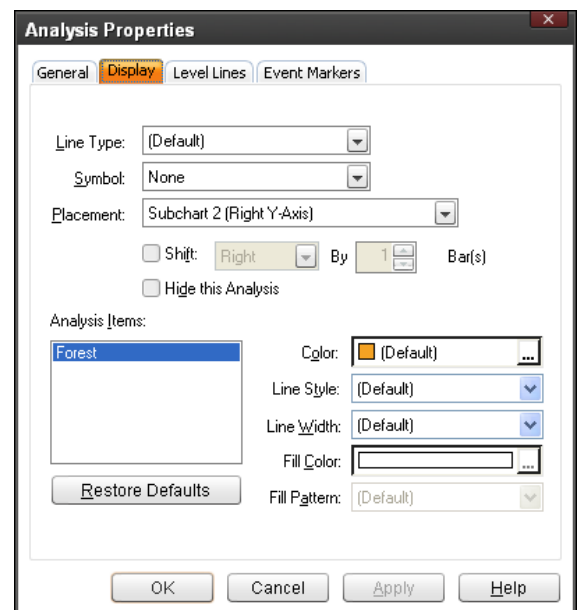 Analysis Properties
General Display Level Lines Event Markers
Line Type: (Default)
Symbol: None
Placement: Subchart 2 (Right Y-Axis)
Shift: Right By 1 Bar(s)
Hide this Analysis
Analysis Items:
Forest
Color: (Default) ...
Line Style: (Default)
Line Width: (Default)
Fill Color: ...
Restore Defaults
Fill Pattern: (Default)
OK Cancel Apply Help